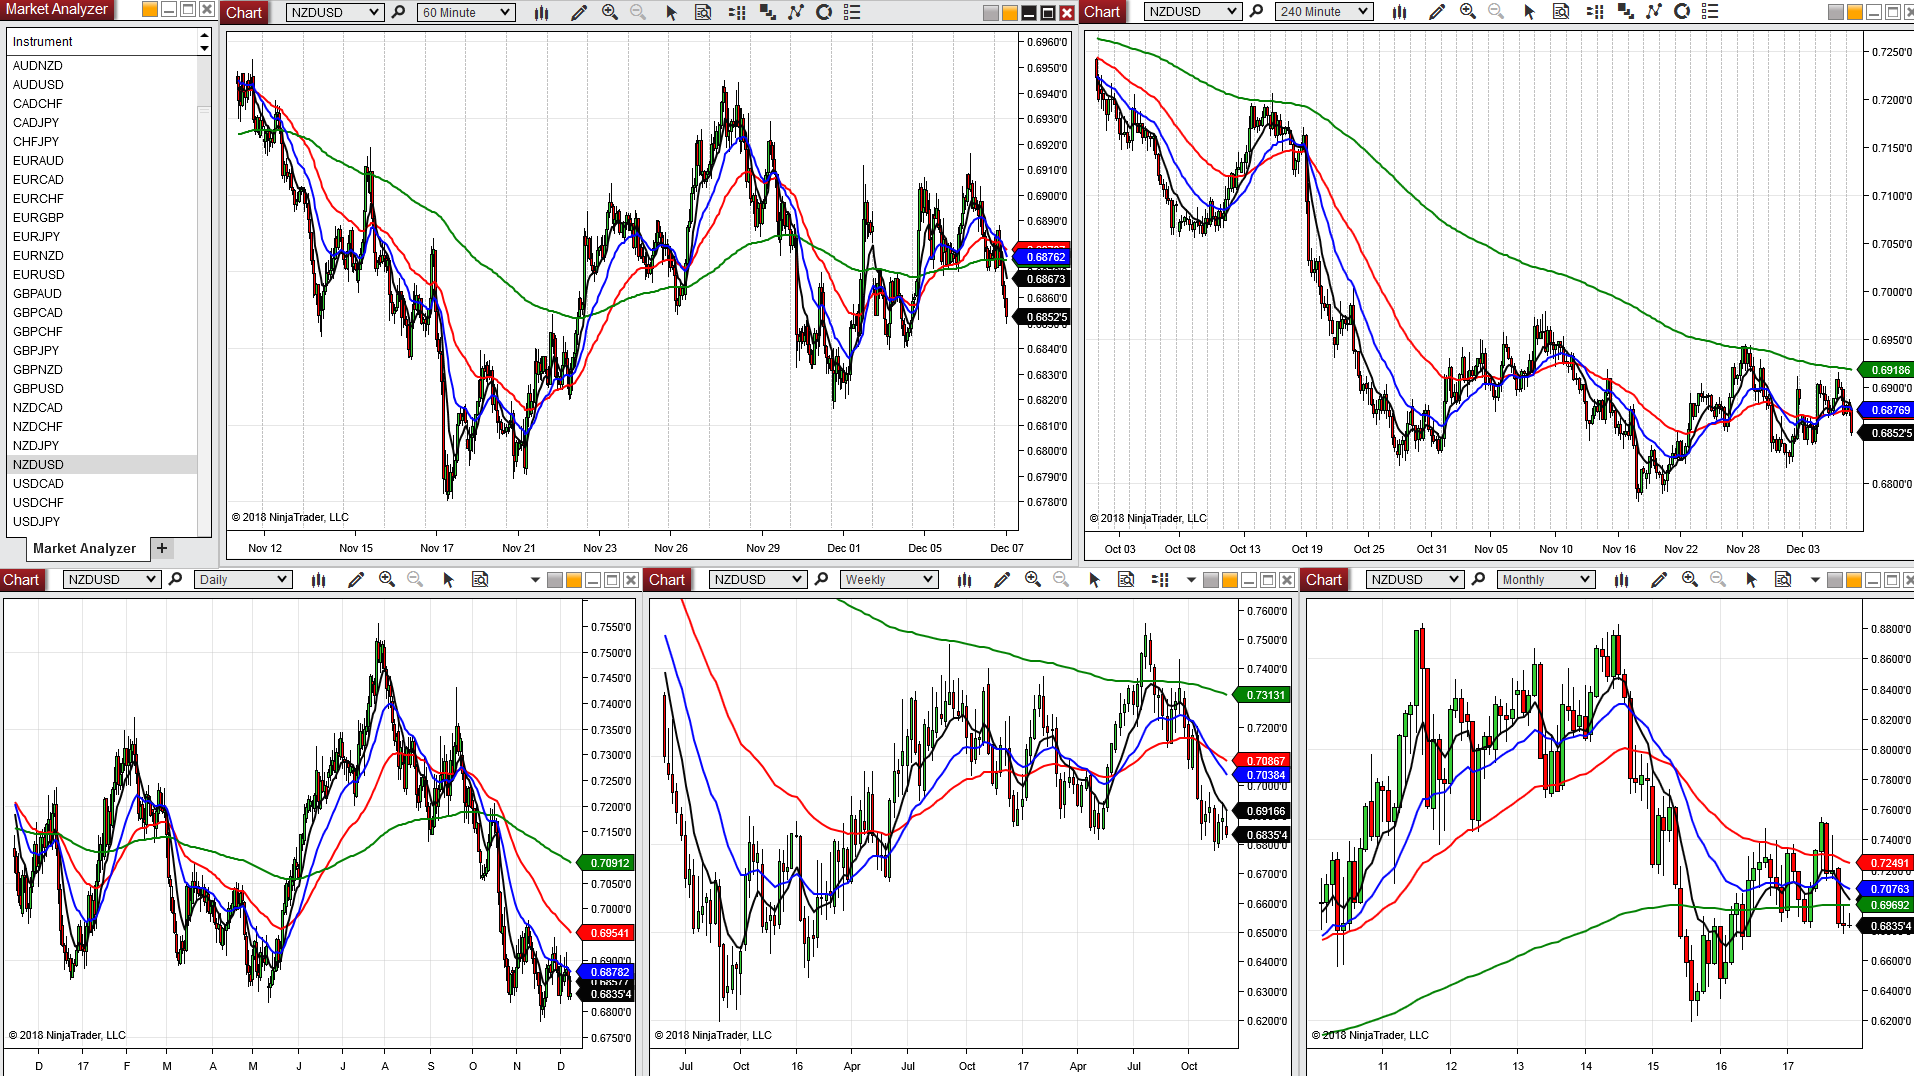 Market Analyzer
Instrument
AUDNZD
AUDUSD
CADCHF
CADJPY
CHFJPY
EURAUD
EURCAD
EURCHF
EURGBP
EURJPY
EURNZD
EURUSD
GBPAUD
GBPCAD
GBPCHF
GBPJPY
GBPNZD
GBPUSD
NZDCAD
NZDCHF
NZDJPY
NZDUSD
USDCAD
USDCHF
USDJPY
Market Analyzer +
Chart NZDUSD 60 Minute
0.6960'0
0.6950'0
0.6940'0
0.6930'0
0.6920'0
0.6910'0
0.6900'0
0.6890'0
0.68762
0.68673
0.6860'0
0.6852'5
0.6840'0
0.6830'0
0.6820'0
0.6810'0
0.6800'0
0.6790'0
0.6780'0
© 2018 NinjaTrader, LLC
Nov 12 Nov 15 Nov 17 Nov 21 Nov 23 Nov 26 Nov 29 Dec 01 Dec 05 Dec 07
Chart NZDUSD 240 Minute
0.7250'0
0.7200'0
0.7150'0
0.7100'0
0.7050'0
0.7000'0
0.6950'0
0.69186
0.6900'0
0.68769
0.6852'5
0.6800'0
© 2018 NinjaTrader, LLC
Oct 03 Oct 08 Oct 13 Oct 19 Oct 25 Oct 31 Nov 05 Nov 10 Nov 16 Nov 22 Nov 28 Dec 03
Chart NZDUSD Daily
0.7550'0
0.7500'0
0.7450'0
0.7400'0
0.7350'0
0.7300'0
0.7250'0
0.7200'0
0.7150'0
0.70912
0.7050'0
0.7000'0
0.69541
0.6900'0
0.68782
0.68577
0.6835'4
0.6800'0
0.6750'0
© 2018 NinjaTrader, LLC
D 17 F M A M J J A S O N D
Chart NZDUSD Weekly
0.7600'0
0.7500'0
0.7400'0
0.73131
0.7200'0
0.70867
0.70384
0.7000'0
0.69166
0.6835'4
0.6800'0
0.6700'0
0.6600'0
0.6500'0
0.6400'0
0.6300'0
0.6200'0
© 2018 NinjaTrader, LLC
Jul Oct 16 Apr Jul Oct 17 Apr Jul Oct
Chart NZDUSD Monthly
0.8800'0
0.8600'0
0.8400'0
0.8200'0
0.8000'0
0.7800'0
0.7600'0
0.7400'0
0.72491
0.7200'0
0.70763
0.69692
0.6835'4
0.6600'0
0.6400'0
0.6200'0
© 2018 NinjaTrader, LLC
11 12 13 14 15 16 17